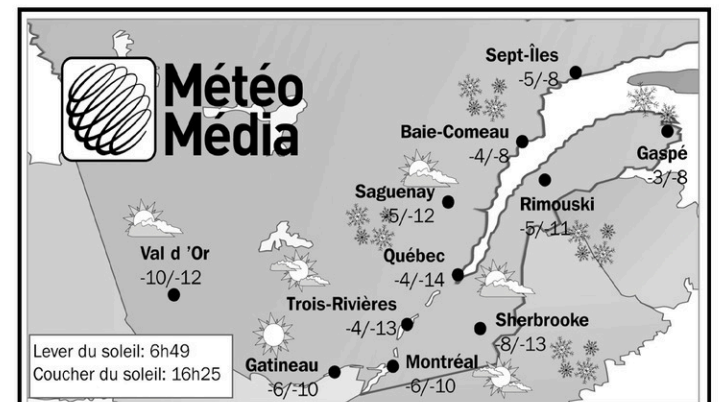 Météo
Média
Sept-Îles
-5/-8
Baie-Comeau
-4/-8
Gaspé
-3/-8
Saguenay
-5/-12
Rimouski
-5/-11
Val d 'Or
-10/-12
Québec
-4/-14
Trois-Rivières
-4/-13
Sherbrooke
-8/-13
Lever du soleil: 6h49
Coucher du soleil: 16h25
Gatineau
-6/-10
Montréal
-6/-10